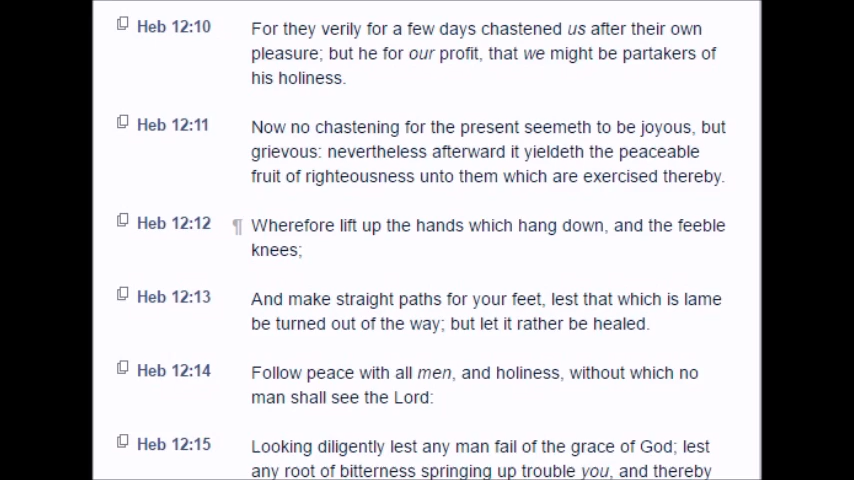 Heb 12:10 For they verily for a few days chastened us after their own
pleasure; but he for our profit, that we might be partakers of
his holiness.
Heb 12:11 Now no chastening for the present seemeth to be joyous, but
grievous: nevertheless afterward it yieldeth the peaceable
fruit of righteousness unto them which are exercised thereby.
Heb 12:12 ¶ Wherefore lift up the hands which hang down, and the feeble
knees;
Heb 12:13 And make straight paths for your feet, lest that which is lame
be turned out of the way; but let it rather be healed.
Heb 12:14 Follow peace with all men, and holiness, without which no
man shall see the Lord:
Heb 12:15 Looking diligently lest any man fail of the grace of God; lest
any root of bitterness springing up trouble you, and thereby